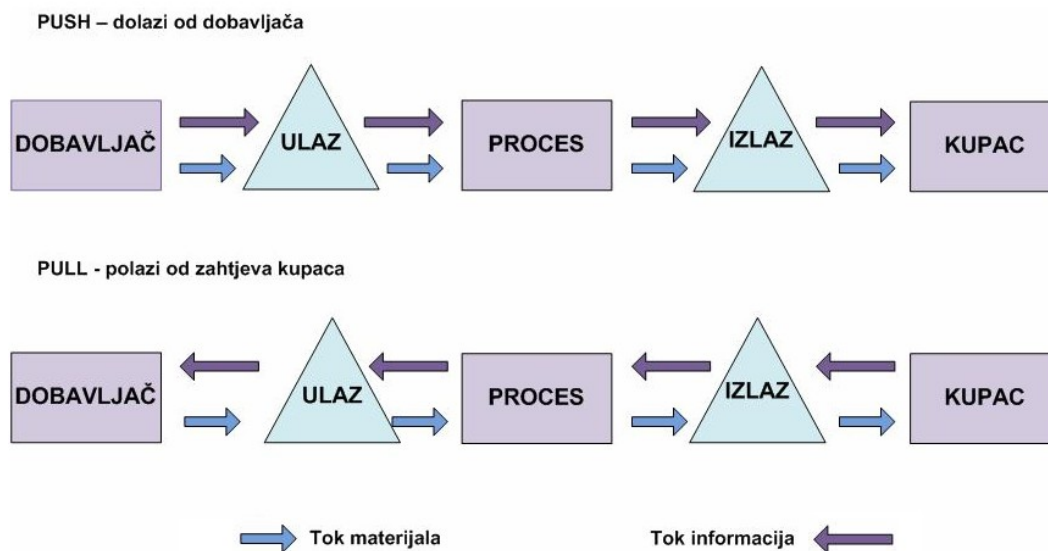 PUSH – dolazi od dobavljača
DOBAVLJAČ
ULAZ
PROCES
IZLAZ
KUPAC
PULL - polazi od zahtjeva kupaca
DOBAVLJAČ
ULAZ
PROCES
IZLAZ
KUPAC
Tok materijala
Tok informacija